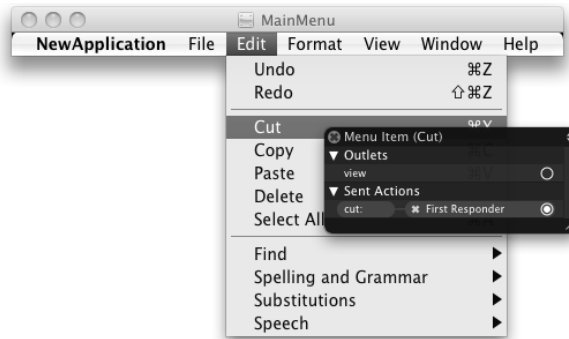 MainMenu
NewApplication File Edit Format View Window Help
Undo ⌘Z
Redo ⇧⌘Z
Cut ⌘X
Menu Item (Cut)
Copy ⌘C
Outlets
Paste ⌘V
view
Delete
Sent Actions
Select All
cut: First Responder
Find
Spelling and Grammar
Substitutions
Speech